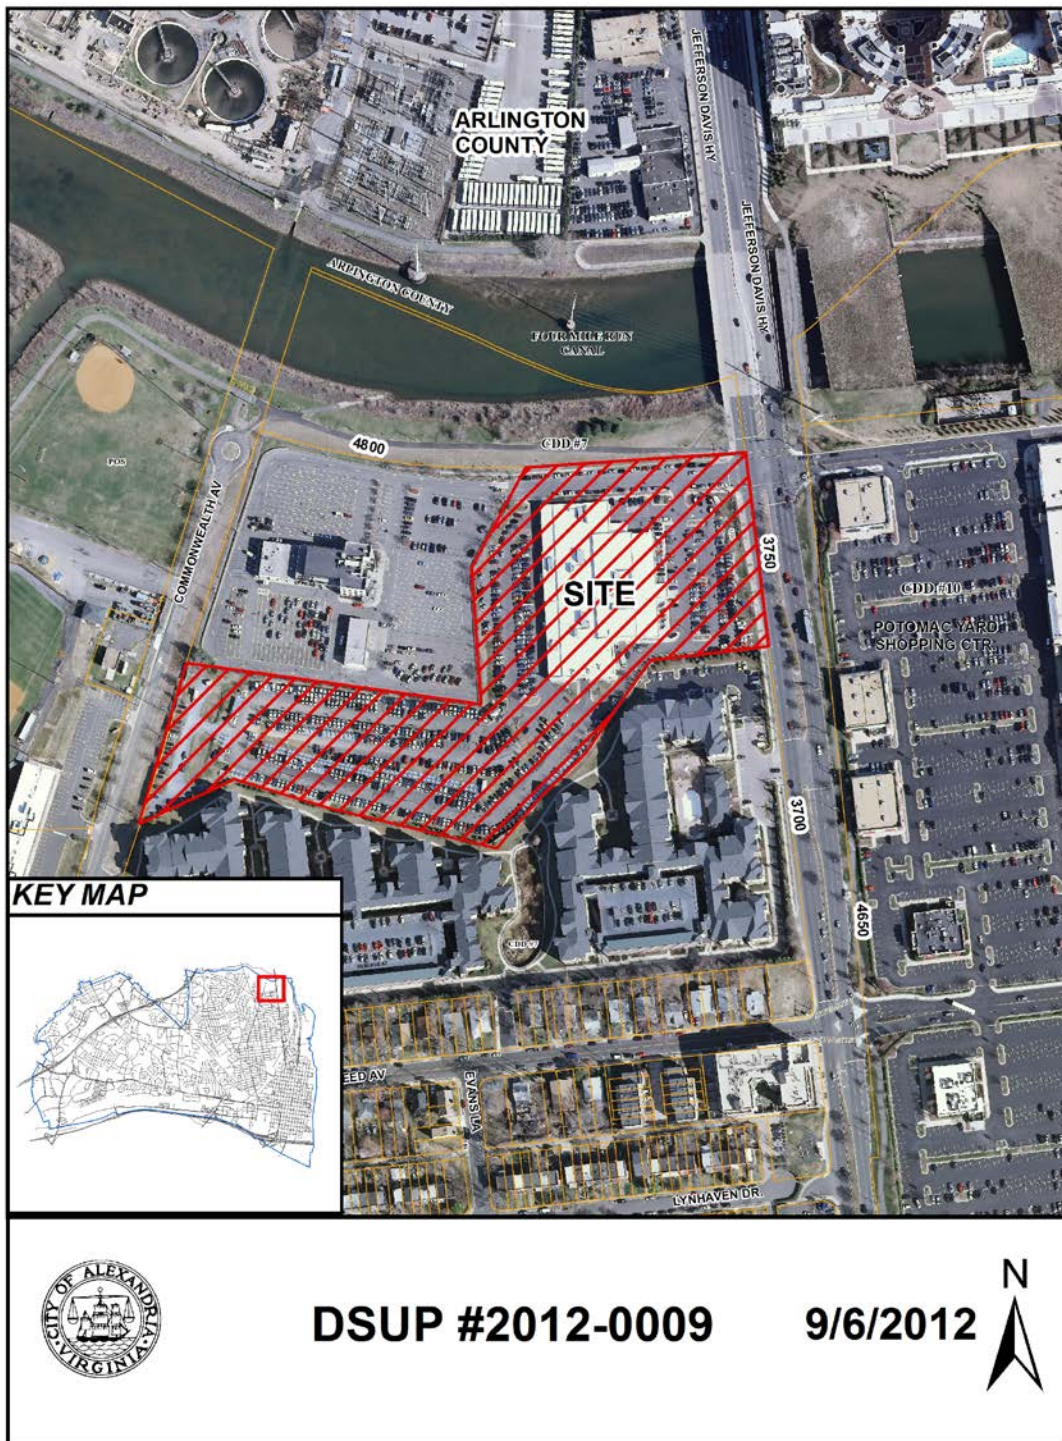 JEFFERSON DAVIS HY
ARLINGTON
COUNTY
JEFFERSON DAVIS HY
ARLINGTON COUNTY
FOUR MILE RUN
CANAL
4800
CDD #7
POS
COMMONWEALTH AV
3750
SITE
CDD #10
POTOMAC YARD
SHOPPING CTR.
3700
KEY MAP
4650
CDD #7
EED AV
EVANS LA
LYNHAVEN DR.
CITY OF ALEXANDRIA
VIRGINIA
DSUP #2012-0009
9/6/2012
N